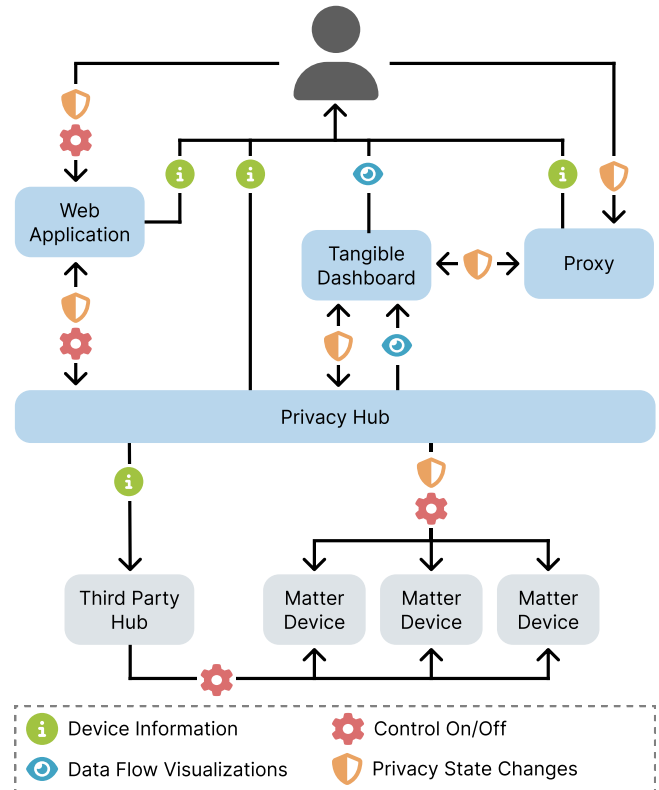 Web
Application
Tangible
Dashboard
Proxy
Privacy Hub
Third Party
Hub
Matter
Device
Matter
Device
Matter
Device
Device Information
Control On/Off
Data Flow Visualizations
Privacy State Changes